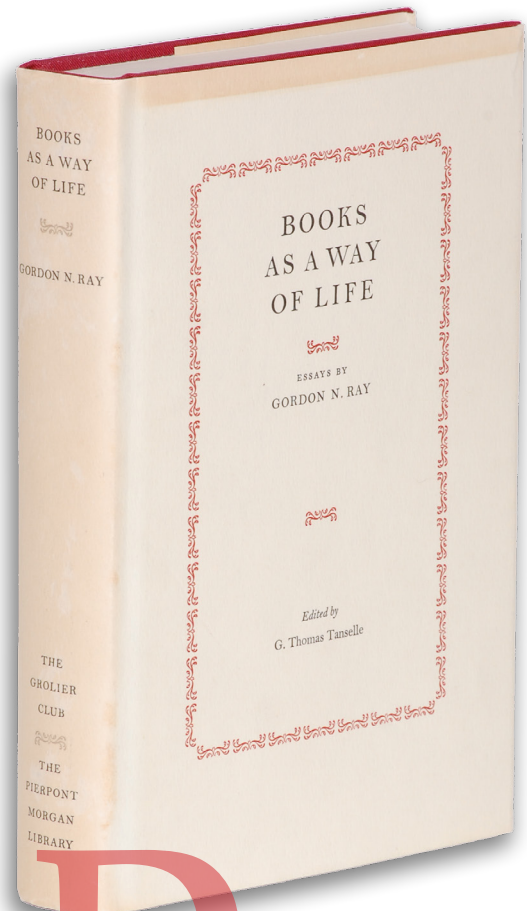 BOOKS
AS A WAY
OF LIFE
GORDON N. RAY
THE
GROLIER
CLUB
THE
PIERPONT
MORGAN
LIBRARY
BOOKS
AS A WAY
OF LIFE
ESSAYS BY
GORDON N. RAY
Edited by
G. Thomas Tanselle